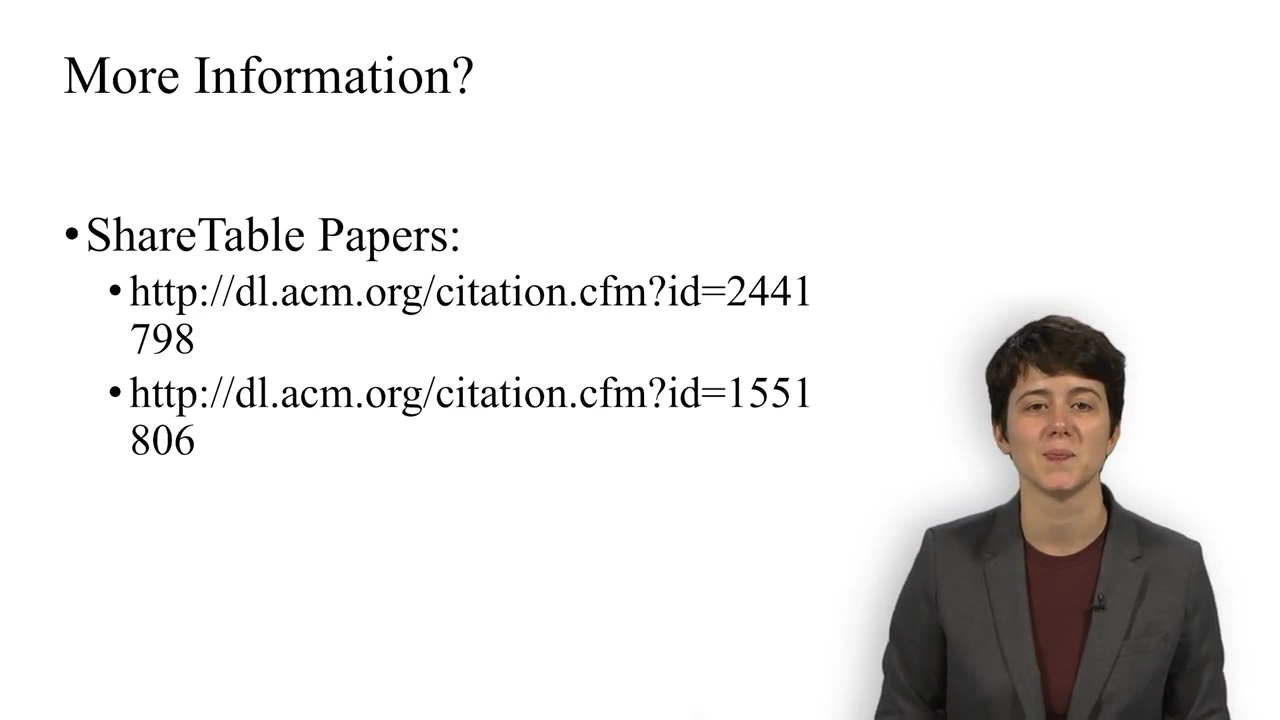 More Information?
•ShareTable Papers:
•http://dl.acm.org/citation.cfm?id=2441
798
•http://dl.acm.org/citation.cfm?id=1551
806